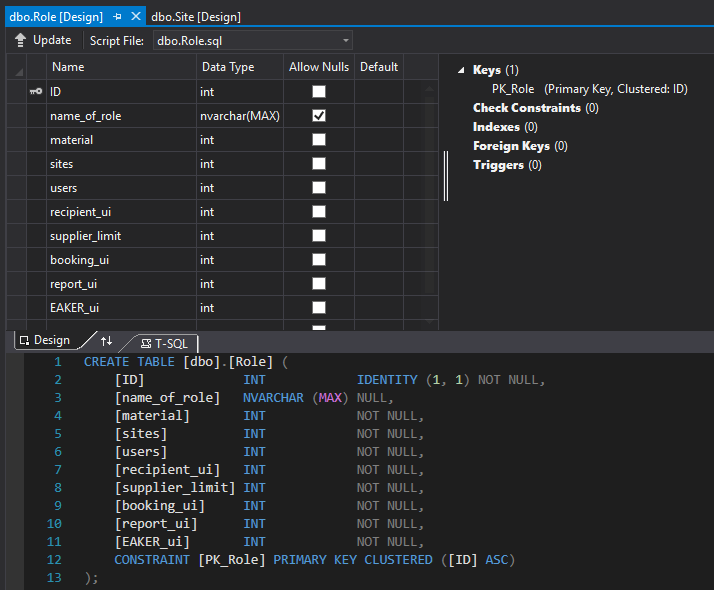 dbo.Role [Design] dbo.Site [Design]
Update Script File: dbo.Role.sql
Name Data Type Allow Nulls Default
ID int
name_of_role nvarchar(MAX)
material int
sites int
users int
recipient_ui int
supplier_limit int
booking_ui int
report_ui int
EAKER_ui int
Keys (1)
PK_Role (Primary Key, Clustered: ID)
Check Constraints (0)
Indexes (0)
Foreign Keys (0)
Triggers (0)
Design T-SQL
1 CREATE TABLE [dbo].[Role] (
2 [ID] INT IDENTITY (1, 1) NOT NULL,
3 [name_of_role] NVARCHAR (MAX) NULL,
4 [material] INT NOT NULL,
5 [sites] INT NOT NULL,
6 [users] INT NOT NULL,
7 [recipient_ui] INT NOT NULL,
8 [supplier_limit] INT NOT NULL,
9 [booking_ui] INT NOT NULL,
10 [report_ui] INT NOT NULL,
11 [EAKER_ui] INT NOT NULL,
12 CONSTRAINT [PK_Role] PRIMARY KEY CLUSTERED ([ID] ASC)
13 );